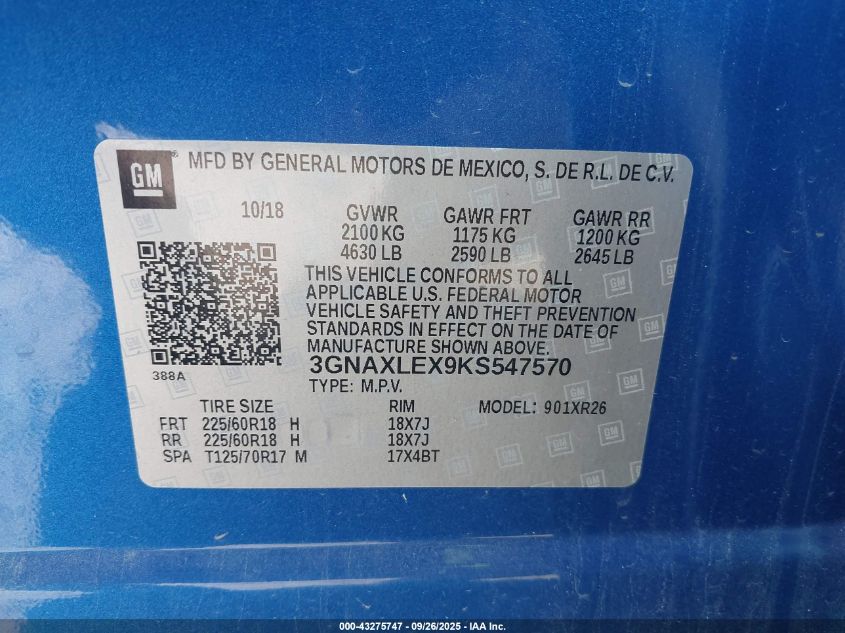 GM ® MFD BY GENERAL MOTORS DE MEXICO, S. DE R.L. DE C.V.
10/18 GVWR GAWR FRT GAWR RR
2100 KG 1175 KG 1200 KG
4630 LB 2590 LB 2645 LB
THIS VEHICLE CONFORMS TO ALL
APPLICABLE U.S. FEDERAL MOTOR
VEHICLE SAFETY AND THEFT PREVENTION
STANDARDS IN EFFECT ON THE DATE OF
MANUFACTURE SHOWN ABOVE.
388A 3GNAXLEX9KS547570
TYPE: M.P.V.
TIRE SIZE RIM MODEL: 901XR26
FRT 225/60R18 H 18X7J
RR 225/60R18 H 18X7J
SPA T125/70R17 M 17X4BT
000-43275747 - 09/26/2025 - IAA Inc.